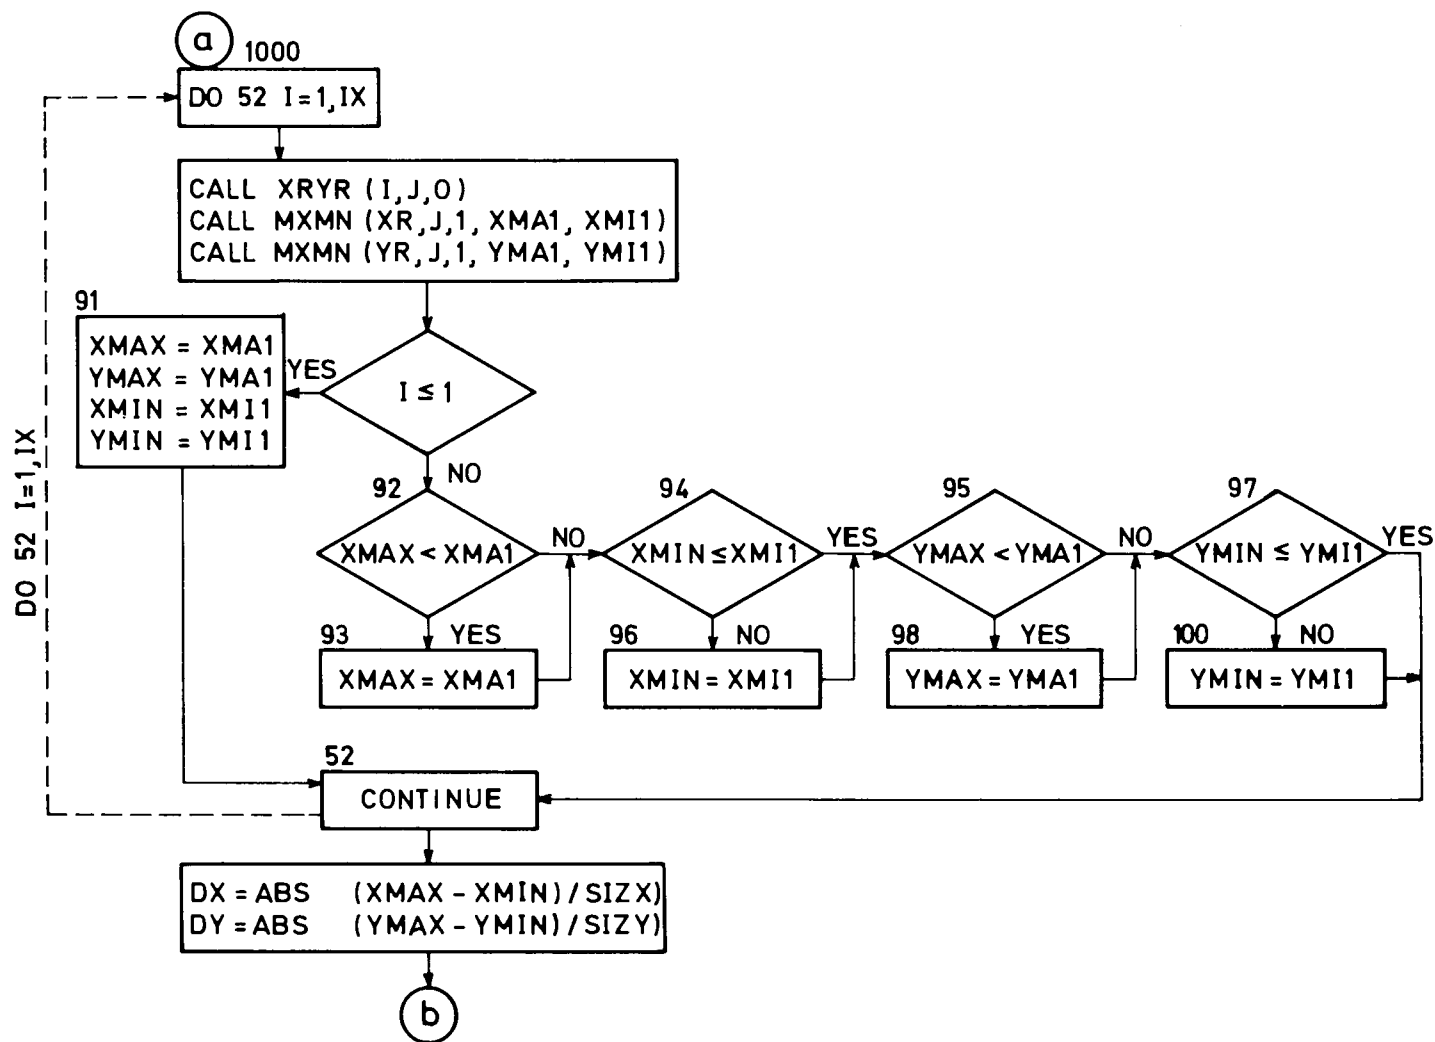 a
1000
DO 52 I=1,IX
CALL XRYR (I,J,0)
CALL MXMN (XR,J,1, XMA1, XMI1)
CALL MXMN (YR,J,1, YMA1, YMI1)
91
XMAX = XMA1
YMAX = YMA1
XMIN = XMI1
YMIN = YMI1
YES
I ≤ 1
NO
DO 52 I=1,IX
92
XMAX < XMA1
NO
94
XMIN ≤ XMI1
YES
95
YMAX < YMA1
NO
97
YMIN ≤ YMI1
YES
93
YES
XMAX = XMA1
96
NO
XMIN = XMI1
98
YES
YMAX = YMA1
100
NO
YMIN = YMI1
52
CONTINUE
DX = ABS (XMAX - XMIN) / SIZX)
DY = ABS (YMAX - YMIN) / SIZY)
b